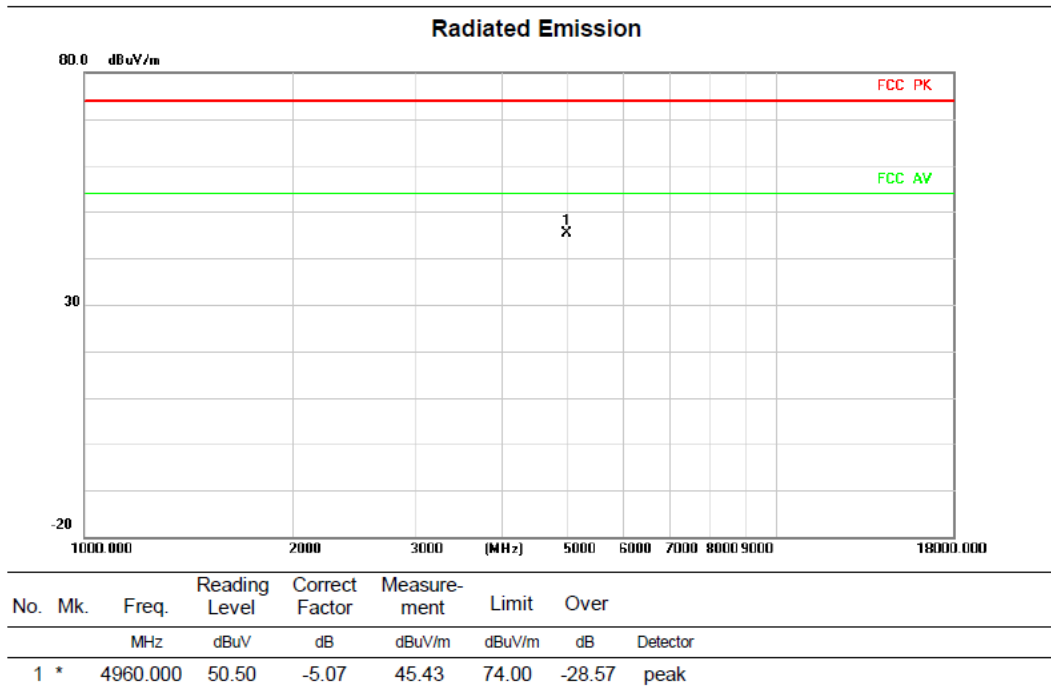 Radiated Emission
80.0 dBuV/m
FCC PK
FCC AV
1
X
30
-20
1000.000 2000 3000 (MHz) 5000 6000 7000 8000 9000 18000.000
No. Mk. Freq. Reading Level Correct Factor Measure-ment Limit Over
MHz dBuV dB dBuV/m dBuV/m dB Detector
1 * 4960.000 50.50 -5.07 45.43 74.00 -28.57 peak